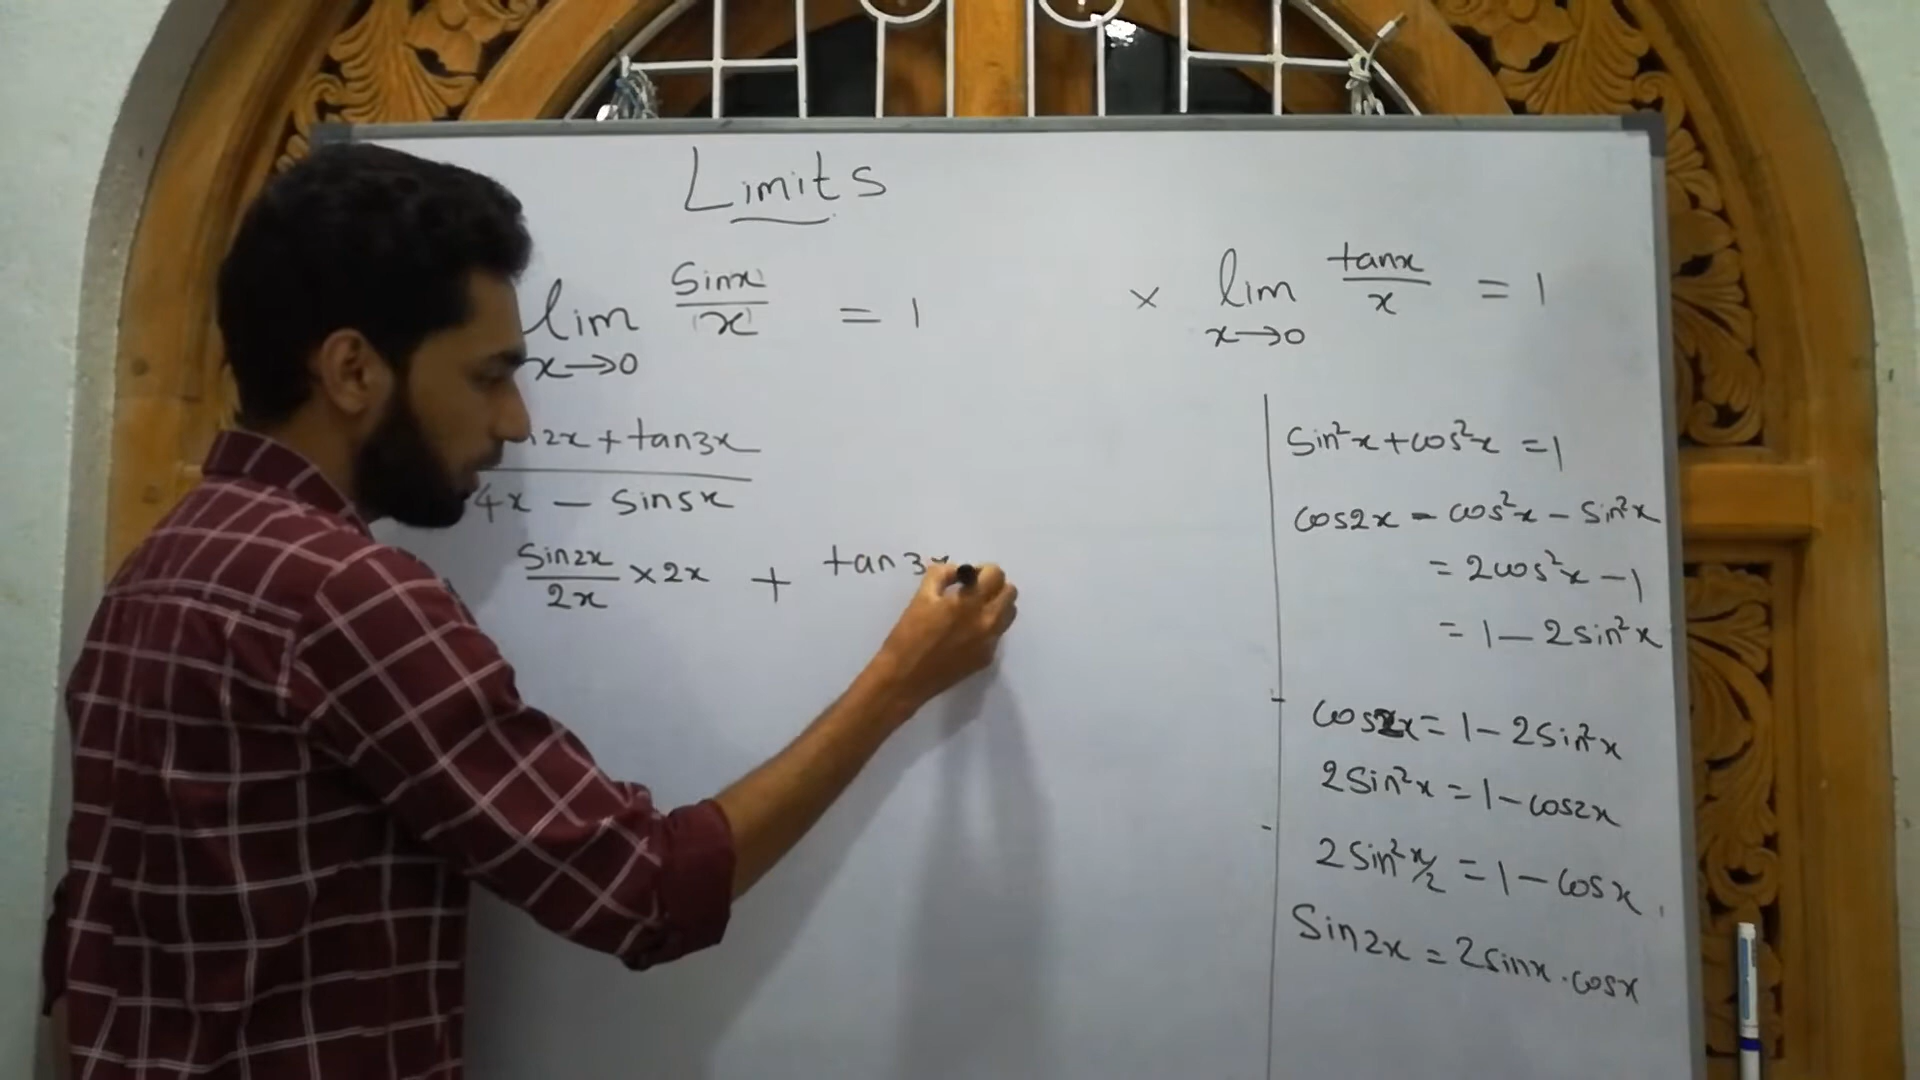 Limits
lim x→0 sinx/x = 1
× lim x→0 tanx/x = 1
2x + tan3x
4x - sin5x
sin2x/2x × 2x + tan3x
sin²x + cos²x = 1
cos2x = cos²x - sin²x
= 2cos²x - 1
= 1 - 2sin²x
cos2x = 1 - 2sin²x
2sin²x = 1 - cos2x
2sin²x/2 = 1 - cosx
sin2x = 2sinx.cosx